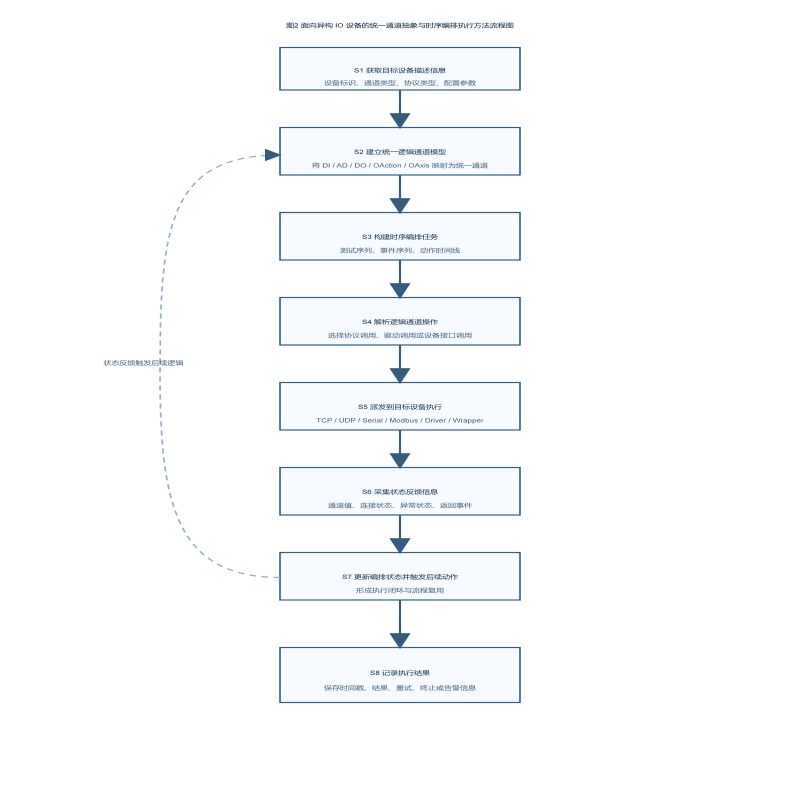 图2 面向异构 IO 设备的统一通道抽象与时序编排执行方法流程图
S1 获取目标设备描述信息
设备标识、通道类型、协议类型、配置参数
S2 建立统一逻辑通道模型
将 DI / AD / DO / OAction / OAxis 映射为统一通道
S3 构建时序编排任务
测试序列、事件序列、动作时间线
S4 解析逻辑通道操作
选择协议调用、驱动调用或设备接口调用
状态反馈触发后续逻辑
S5 派发到目标设备执行
TCP / UDP / Serial / Modbus / Driver / Wrapper
S6 采集状态反馈信息
通道值、连接状态、异常状态、返回事件
S7 更新编排状态并触发后续动作
形成执行闭环与流程复用
S8 记录执行结果
保存时间戳、结果、重试、终止或告警信息